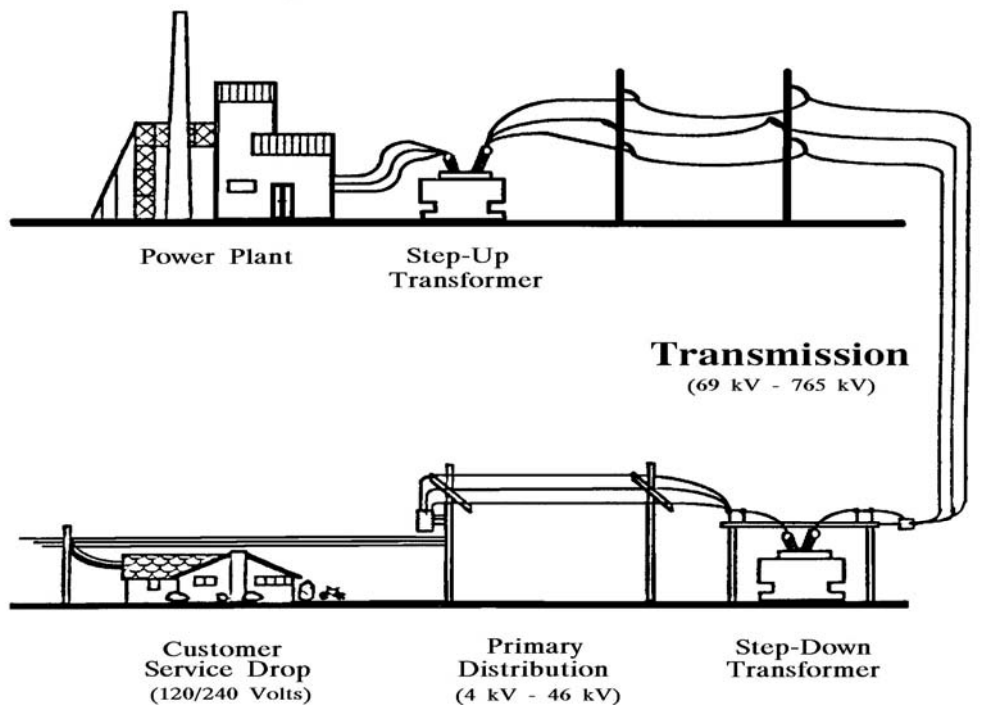 Power Plant
Step-Up
Transformer
Transmission
(69 kV - 765 kV)
Customer
Service Drop
(120/240 Volts)
Primary
Distribution
(4 kV - 46 kV)
Step-Down
Transformer